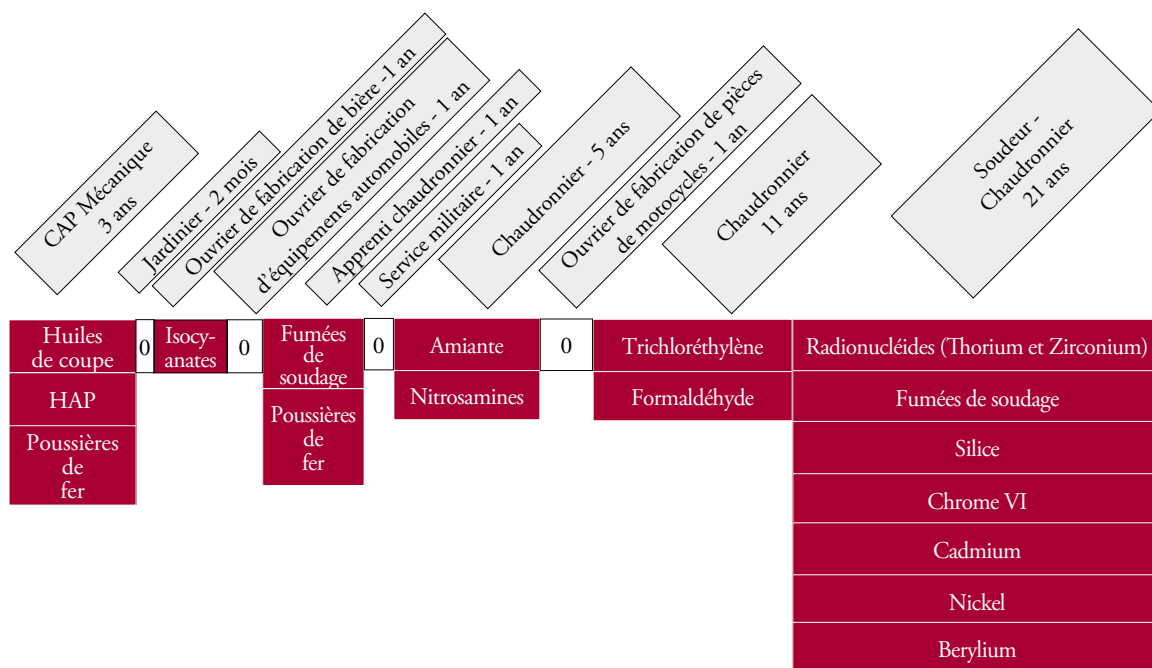 CAP Mécanique
3 ans
Jardinier - 2 mois
Ouvrier de fabrication de bière -1 an
Ouvrier de fabrication
d’équipements automobiles - 1 an
Apprenti chaudronnier - 1 an
Service militaire - 1 an
Chaudronnier - 5 ans
Ouvrier de fabrication de pièces
de motocycles - 1 an
Chaudronnier
11 ans
Soudeur -
Chaudronnier
21 ans
Huiles
de coupe
HAP
Poussières
de
fer
0
Isocy-
anates
0
Fumées
de
soudage
Poussières
de
fer
0
Amiante
Nitrosamines
0
Trichloréthylène
Formaldéhyde
Radionucléides (Thorium et Zirconium)
Fumées de soudage
Silice
Chrome VI
Cadmium
Nickel
Berylium